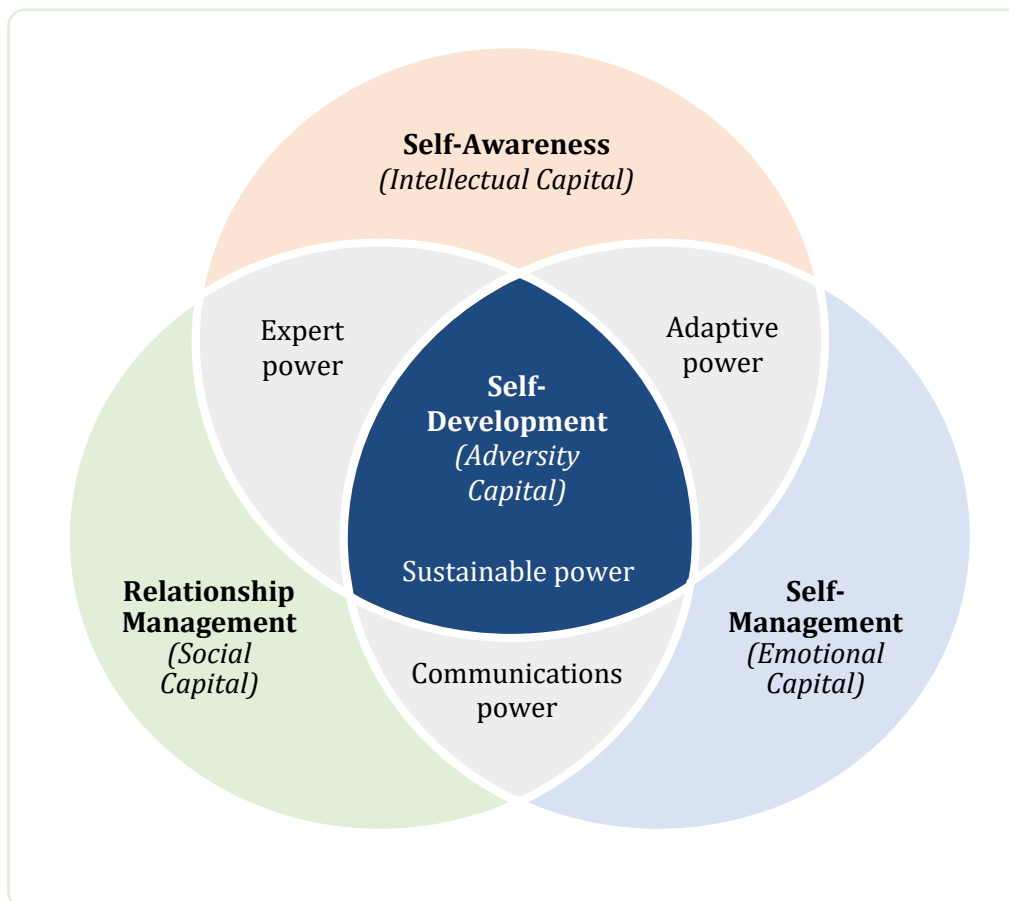 Self-Awareness
(Intellectual Capital)
Expert
power
Adaptive
power
Self-
Development
(Adversity
Capital)
Sustainable power
Relationship
Management
(Social
Capital)
Self-
Management
(Emotional
Capital)
Communications
power